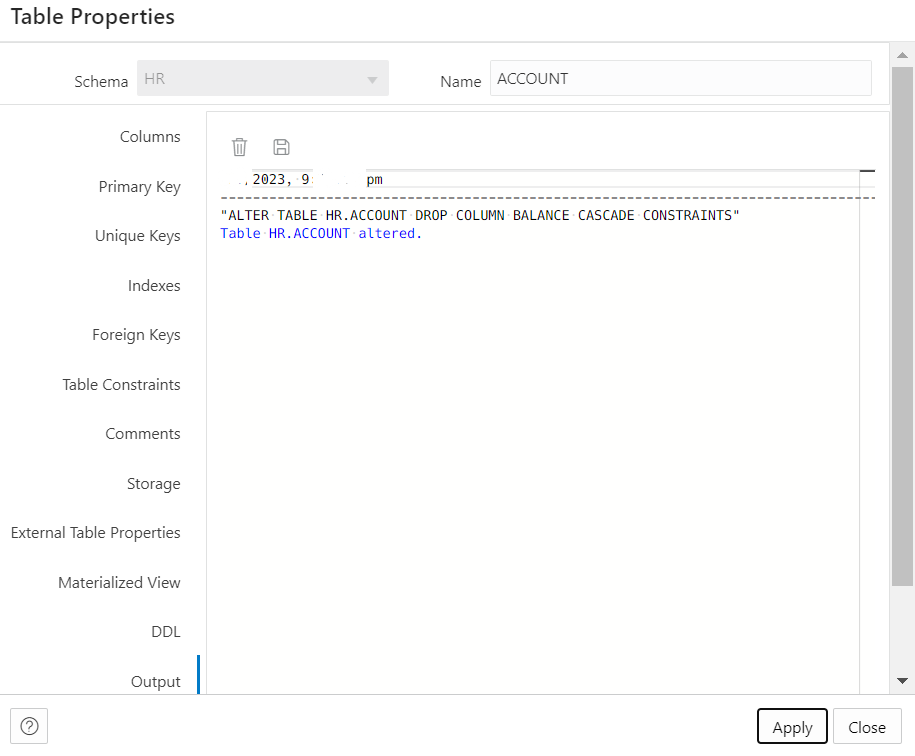 Table Properties
Schema HR Name ACCOUNT
Columns
Primary Key
Unique Keys
Indexes
Foreign Keys
Table Constraints
Comments
Storage
External Table Properties
Materialized View
DDL
Output
, 2023, 9: pm
--------------------------------------------------------------------------------
"ALTER TABLE HR.ACCOUNT DROP COLUMN BALANCE CASCADE CONSTRAINTS"
Table HR.ACCOUNT altered.
Apply Close